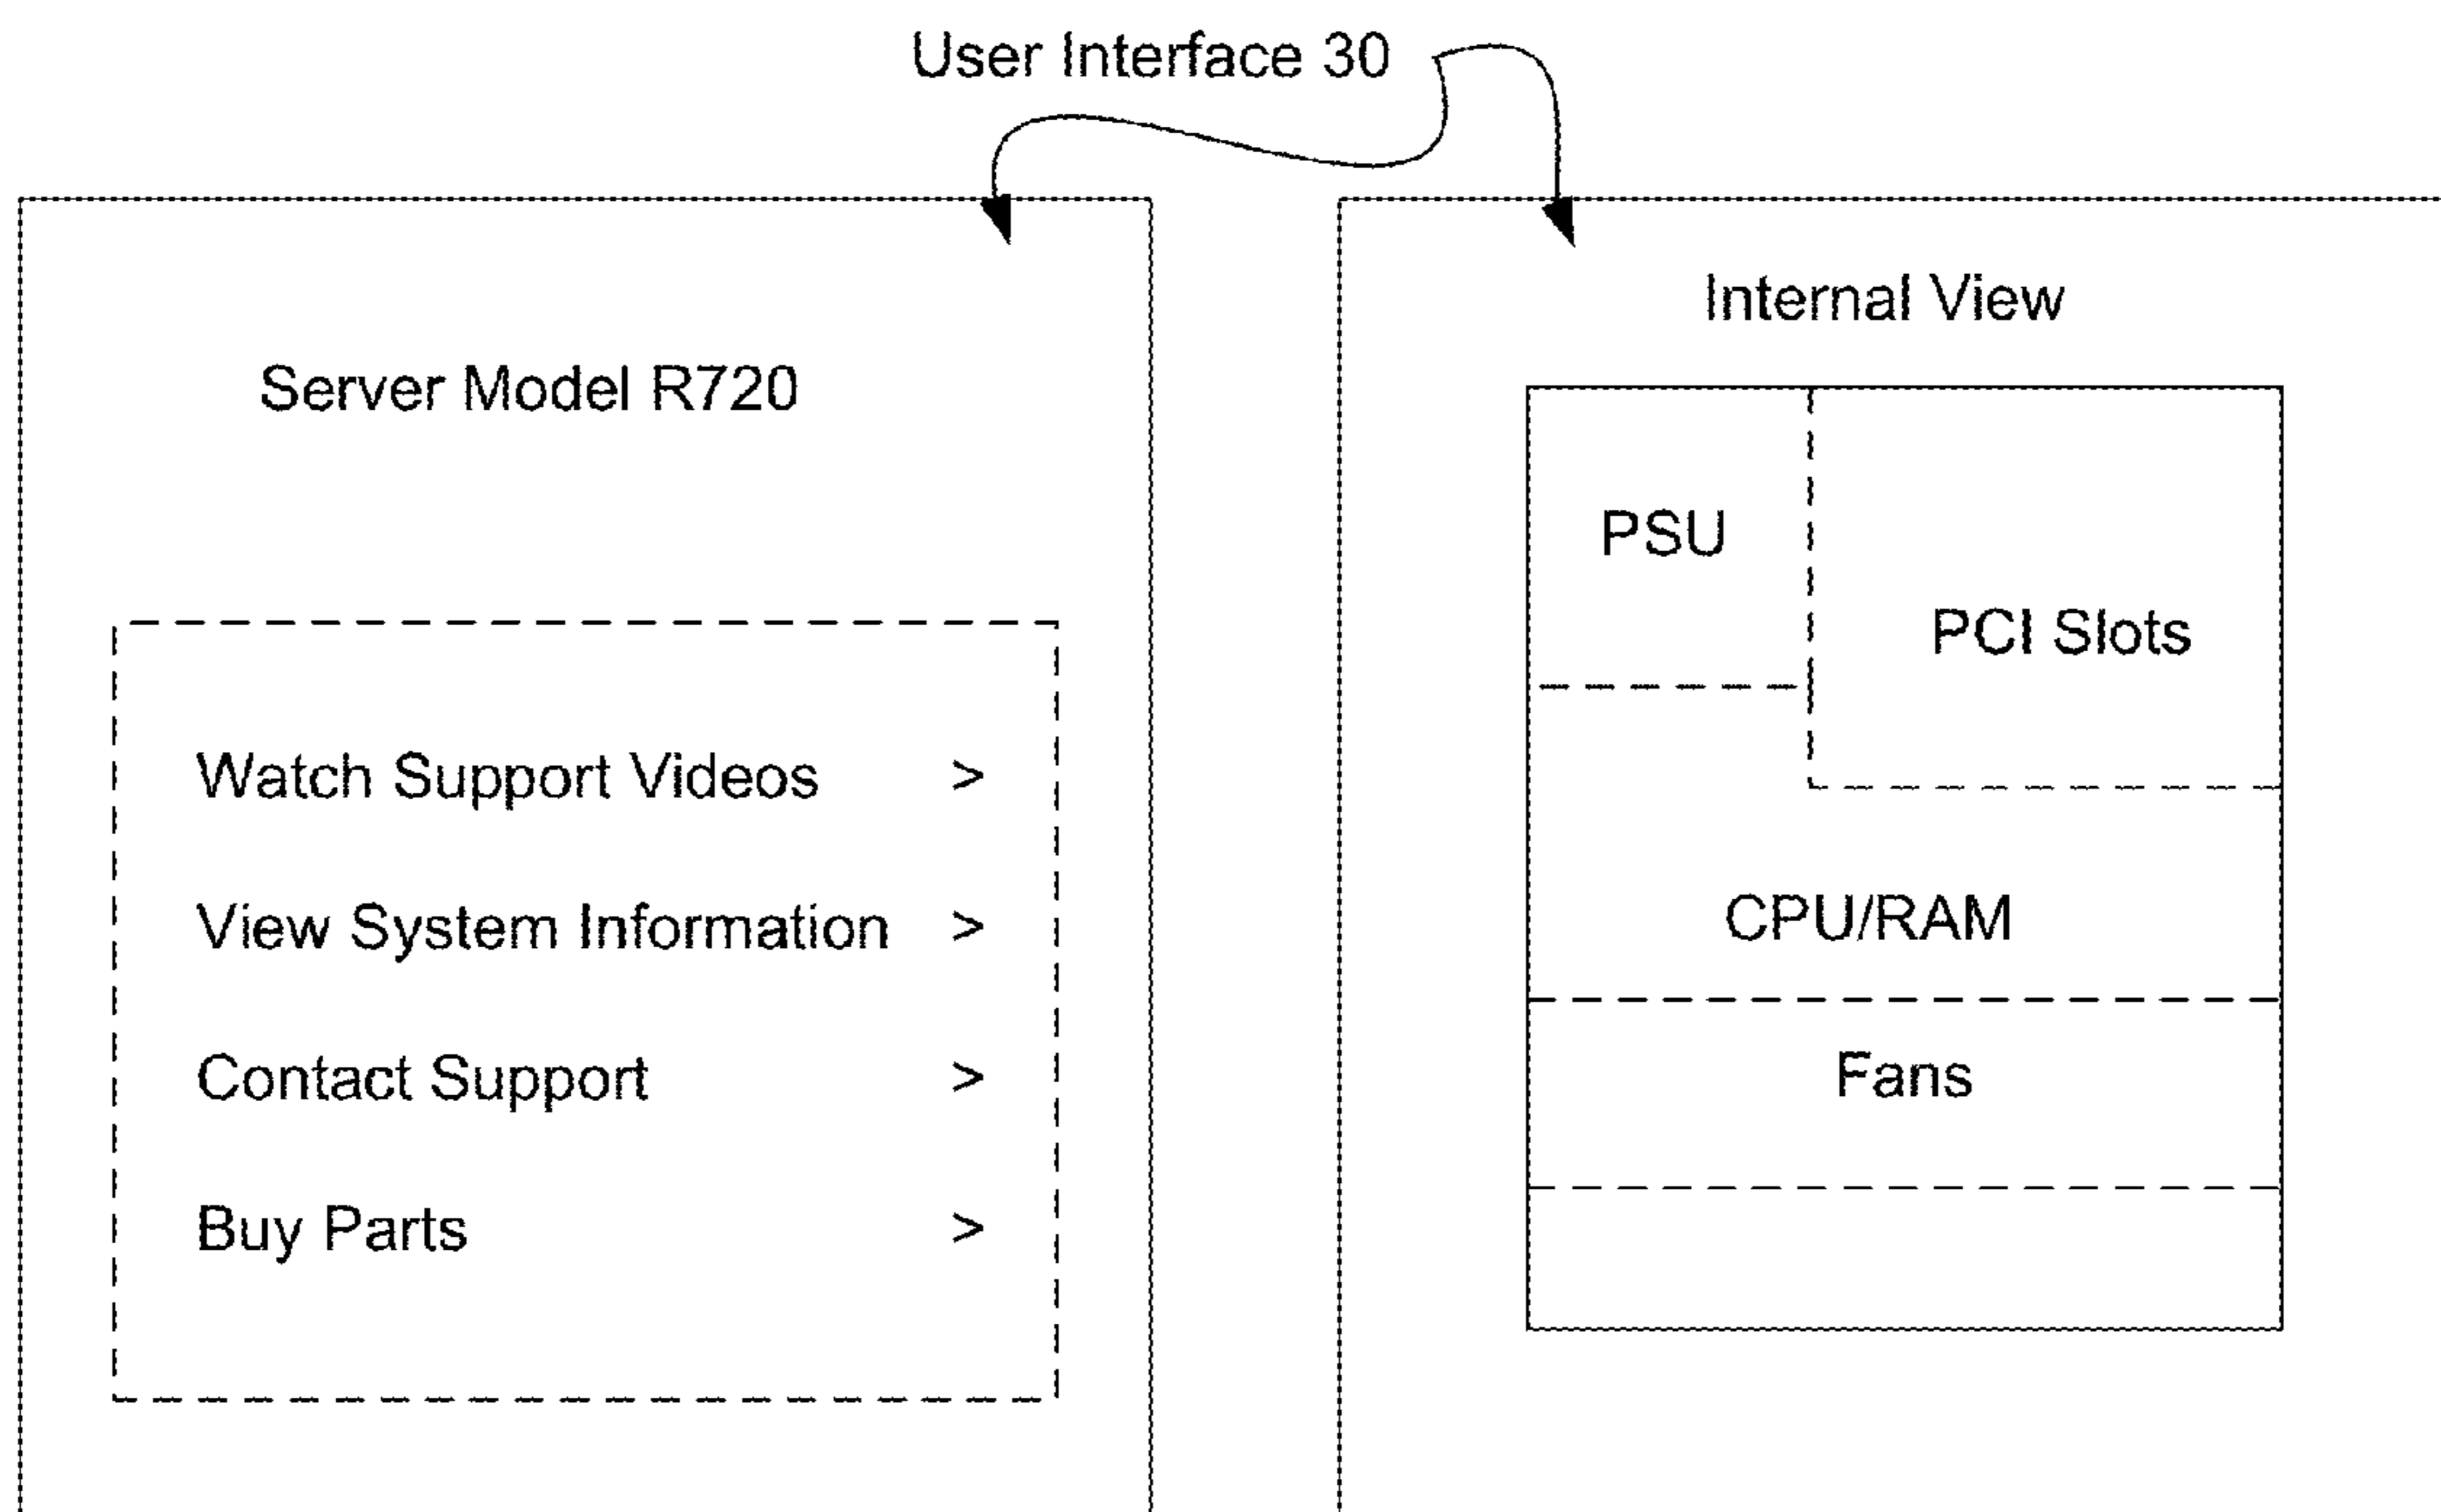 User Interface 30
Server Model R720
Watch Support Videos >
View System Information >
Contact Support >
Buy Parts >
Internal View
PSU
PCI Slots
CPU/RAM
Fans